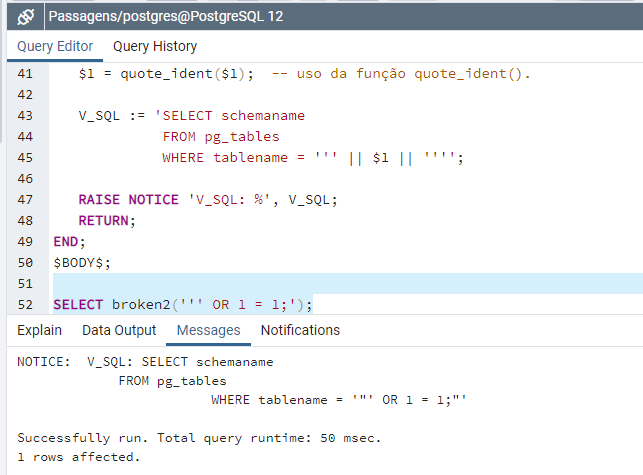 Passagens/postgres@PostgreSQL 12
Query Editor Query History
41 $1 = quote_ident($1); -- uso da função quote_ident().
42
43 V_SQL := 'SELECT schemaname
44 FROM pg_tables
45 WHERE tablename = ''' || $1 || '''';
46
47 RAISE NOTICE 'V_SQL: %', V_SQL;
48 RETURN;
49 END;
50 $BODY$;
51
52 SELECT broken2(''' OR 1 = 1;');
Explain Data Output Messages Notifications
NOTICE: V_SQL: SELECT schemaname
FROM pg_tables
WHERE tablename = '"' OR 1 = 1;"'
Successfully run. Total query runtime: 50 msec.
1 rows affected.